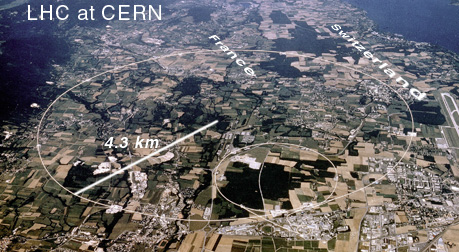 LHC at CERN
France
Switzerland
4.3 km